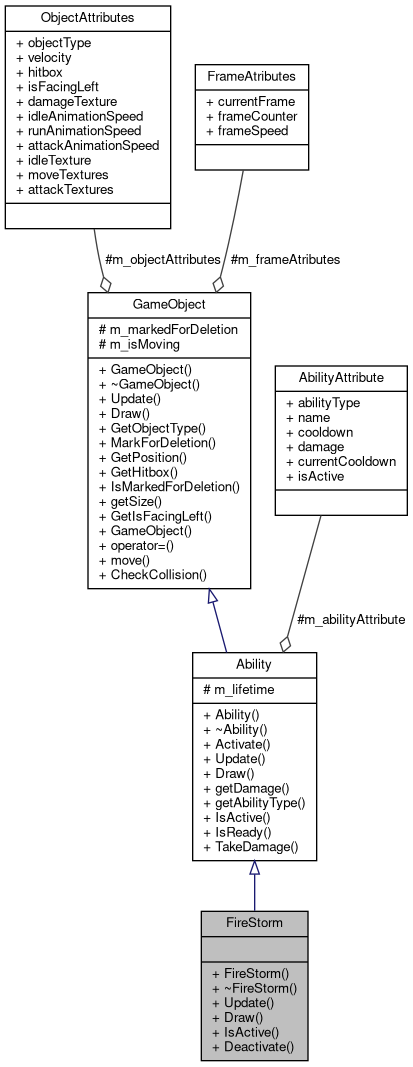 ObjectAttributes
+ objectType
+ velocity
+ hitbox
+ isFacingLeft
+ damageTexture
+ idleAnimationSpeed
+ runAnimationSpeed
+ attackAnimationSpeed
+ idleTexture
+ moveTextures
+ attackTextures
FrameAtributes
+ currentFrame
+ frameCounter
+ frameSpeed
#m_objectAttributes
#m_frameAtributes
GameObject
# m_markedForDeletion
# m_isMoving
+ GameObject()
+ ~GameObject()
+ Update()
+ Draw()
+ GetObjectType()
+ MarkForDeletion()
+ GetPosition()
+ GetHitbox()
+ IsMarkedForDeletion()
+ getSize()
+ GetIsFacingLeft()
+ GameObject()
+ operator=()
+ move()
+ CheckCollision()
AbilityAttribute
+ abilityType
+ name
+ cooldown
+ damage
+ currentCooldown
+ isActive
#m_abilityAttribute
Ability
# m_lifetime
+ Ability()
+ ~Ability()
+ Activate()
+ Update()
+ Draw()
+ getDamage()
+ getAbilityType()
+ IsActive()
+ IsReady()
+ TakeDamage()
FireStorm
+ FireStorm()
+ ~FireStorm()
+ Update()
+ Draw()
+ IsActive()
+ Deactivate()